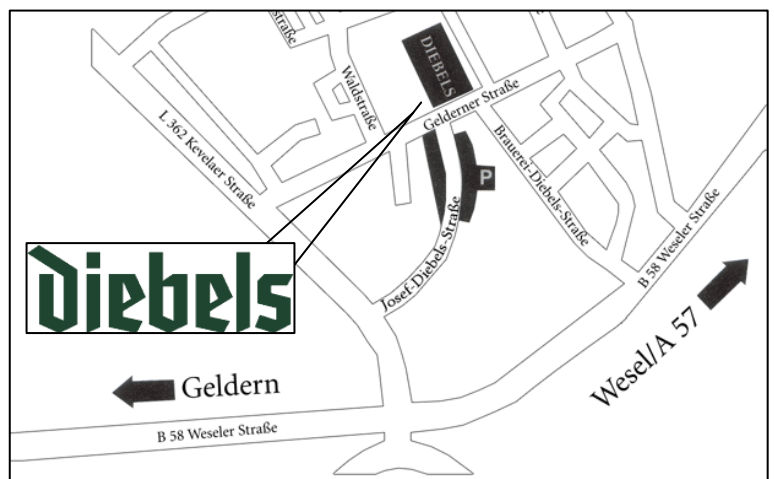 straße
Waldstraße
DIEBELS
Gelderner Straße
L 362 Kevelaer Straße
Brauerei-Diebels-Straße
P
Josef-Diebels-Straße
B 58 Weseler Straße
Diebels
Wesel/A 57
Geldern
B 58 Weseler Straße